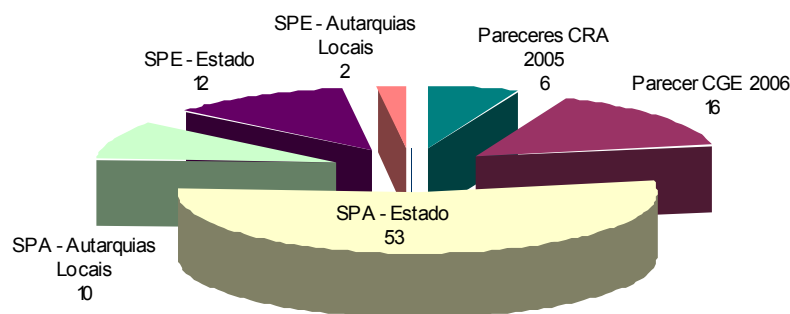 SPE - Autarquias
Locais
2
Pareceres CRA
2005
6
SPE - Estado
12
Parecer CGE 2006
16
SPA - Estado
53
SPA - Autarquias
Locais
10